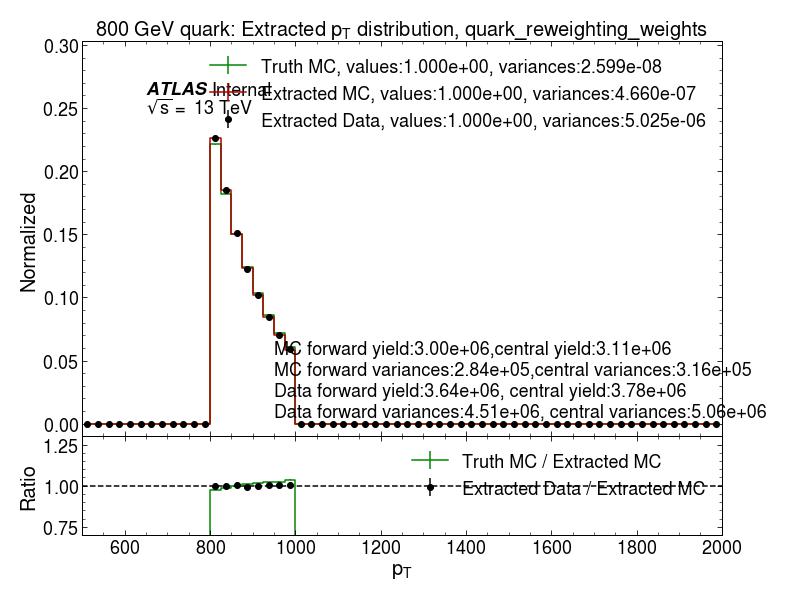 800 GeV quark: Extracted pT distribution, quark_reweighting_weights
0.30
Truth MC, values:1.000e+00, variances:2.599e-08
ATLAS Internal
Extracted MC, values:1.000e+00, variances:4.660e-07
√s = 13 TeV
0.25
Extracted Data, values:1.000e+00, variances:5.025e-06
0.20
Normalized
0.15
0.10
MC forward yield:3.00e+06,central yield:3.11e+06
0.05
MC forward variances:2.84e+05,central variances:3.16e+05
Data forward yield:3.64e+06, central yield:3.78e+06
Data forward variances:4.51e+06, central variances:5.06e+06
0.00
1.25
Truth MC / Extracted MC
Ratio
1.00
Extracted Data / Extracted MC
0.75
600 800 1000 1200 1400 1600 1800 2000
pT